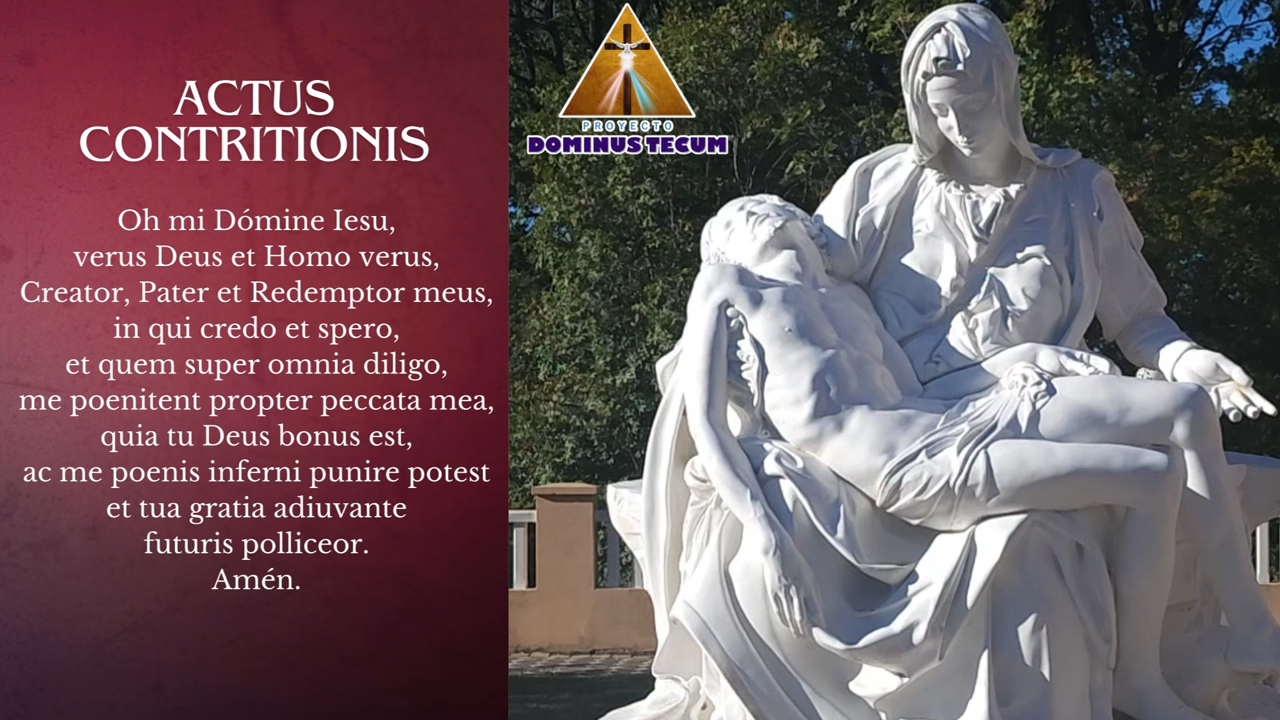 ACTUS
CONTRITIONIS
Oh mi Dómine Iesu,
verus Deus et Homo verus,
Creator, Pater et Redemptor meus,
in qui credo et spero,
et quem super omnia diligo,
me poenitent propter peccata mea,
quia tu Deus bonus est,
ac me poenis inferni punire potest
et tua gratia adiuvante
futuris polliceor.
Amén.
PROYECTO
DOMINUS TECUM